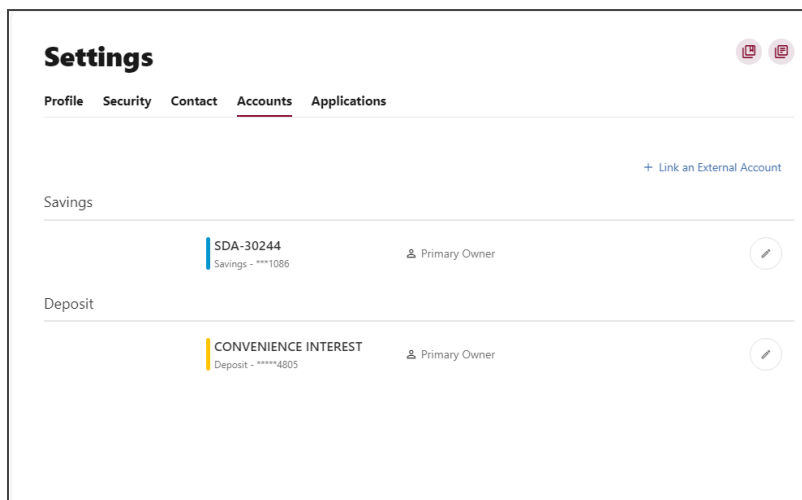 Settings
Profile Security Contact Accounts Applications
+ Link an External Account
Savings
SDA-30244
Savings - ***1086
Primary Owner
Deposit
CONVENIENCE INTEREST
Deposit - *****4805
Primary Owner